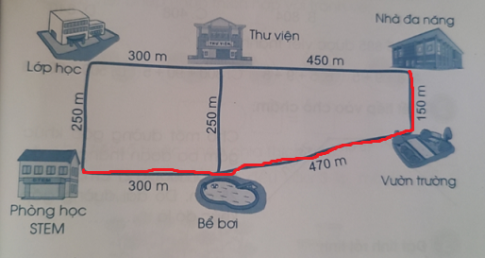 Lớp học
300 m
Thư viện
450 m
Nhà đa năng
250 m
250 m
150 m
Phòng học
STEM
300 m
Bể bơi
470 m
Vườn trường